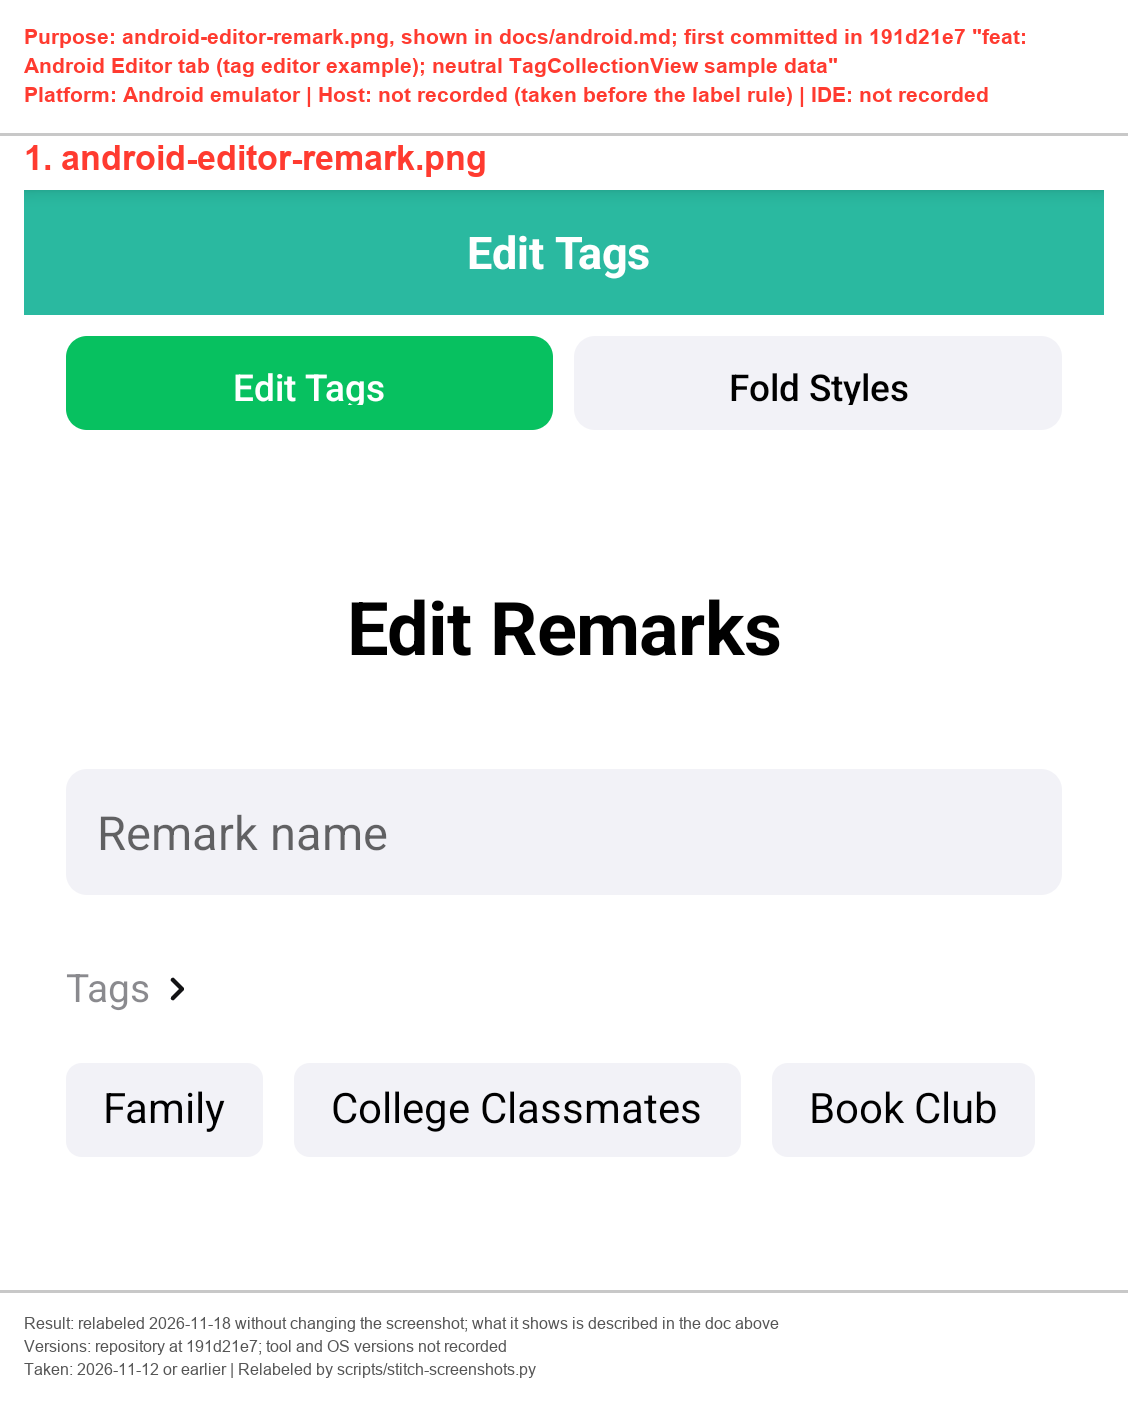 Purpose: android-editor-remark.png, shown in docs/android.md; first committed in 191d21e7 "feat:
Android Editor tab (tag editor example); neutral TagCollectionView sample data"
Platform: Android emulator | Host: not recorded (taken before the label rule) | IDE: not recorded
1. android-editor-remark.png
Edit Tags
Edit Tags
Fold Styles
Edit Remarks
Remark name
Tags
Family
College Classmates
Book Club
Result: relabeled 2026-11-18 without changing the screenshot; what it shows is described in the doc above
Versions: repository at 191d21e7; tool and OS versions not recorded
Taken: 2026-11-12 or earlier | Relabeled by scripts/stitch-screenshots.py